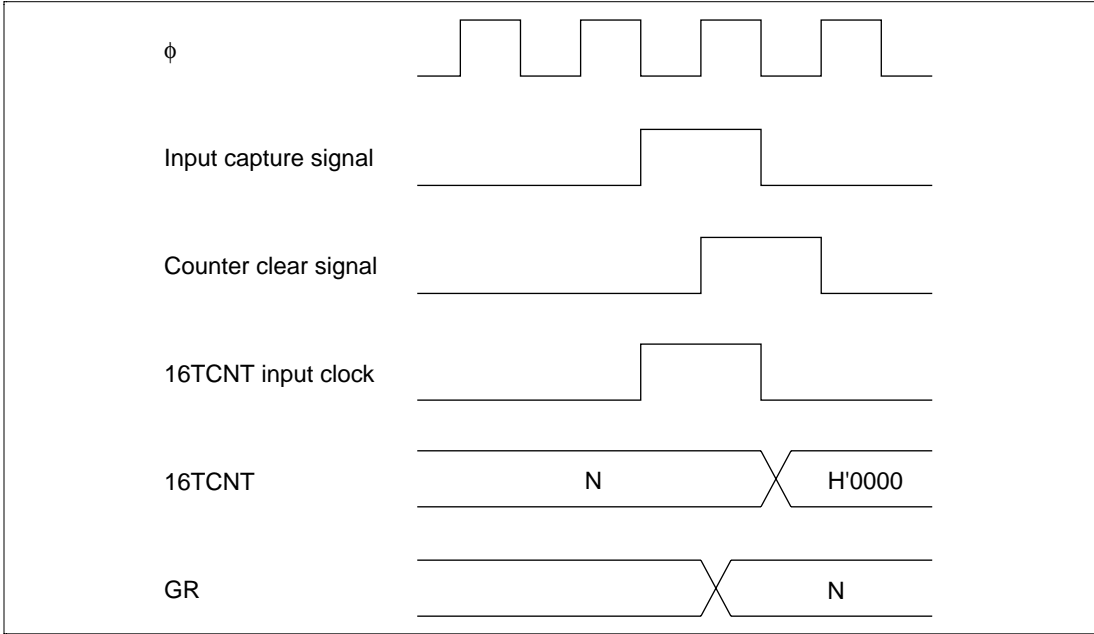 ϕ
Input capture signal
Counter clear signal
16TCNT input clock
16TCNT
N
H'0000
GR
N